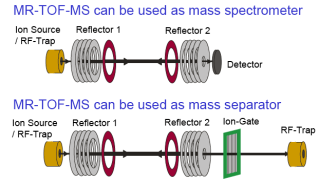 MR-TOF-MS can be used as mass spectrometer
Ion Source
/ RF-Trap
Reflector 1
Reflector 2
Detector
MR-TOF-MS can be used as mass separator
Ion Source
/ RF-Trap
Reflector 1
Reflector 2
Ion-Gate
RF-Trap